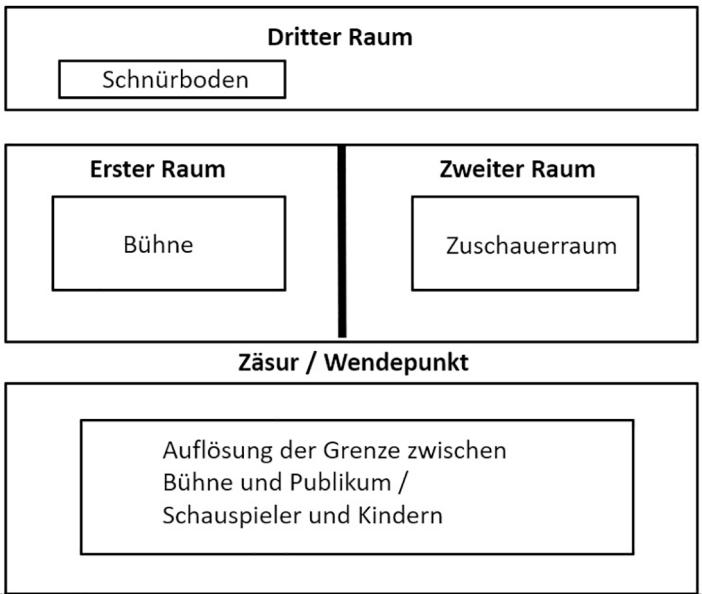 Dritter Raum
Schnürboden
Erster Raum
Zweiter Raum
Bühne
Zuschauerraum
Zäsur / Wendepunkt
Auflösung der Grenze zwischen
Bühne und Publikum /
Schauspieler und Kindern